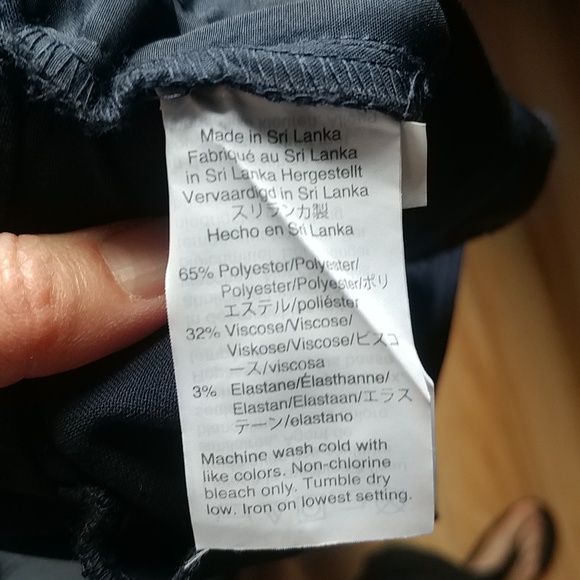 Made in Sri Lanka
Fabriqué au Sri Lanka
in Sri Lanka Hergestellt
Vervaardigd in Sri Lanka
スリランカ製
Hecho en Sri Lanka
65% Polyester/Polyester/
Polyester/Polyester/ポリ
エステル/poliéster
32% Viscose/Viscose/
Viskose/Viscose/ビスコ
ース/viscosa
3% Elastane/Élasthanne/
Elastan/Elastaan/エラス
テーン/elastano
Machine wash cold with
like colors. Non-chlorine
bleach only. Tumble dry
low. Iron on lowest setting.